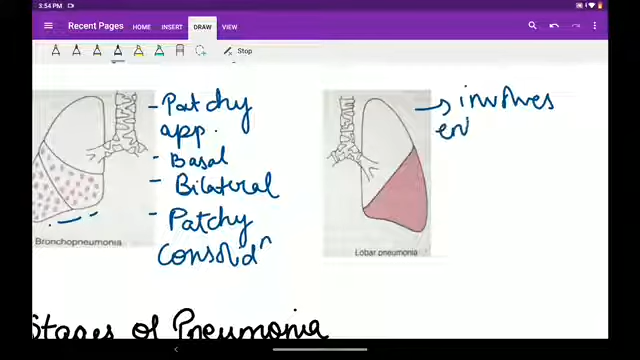 3:54 PM
Recent Pages
HOME
INSERT
DRAW
VIEW
Stop
- Patchy
app.
- Basal
- Bilateral
- Patchy
Consolidⁿ
Bronchopneumonia
→ involves
en
Lobar pneumonia
Stages of Pneumonia